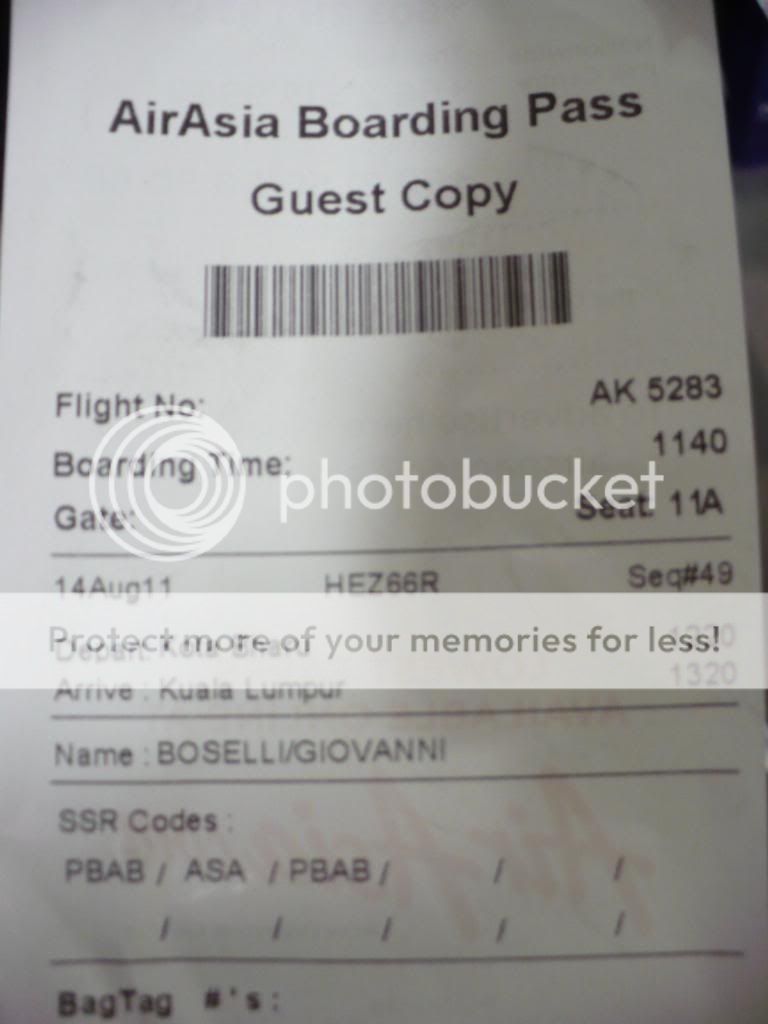 AirAsia Boarding Pass
Guest Copy
Flight No: AK 5283
Boarding Time: 1140
Gate: Seat: 11A
photobucket
14Aug11 HEZ66R Seq#49
Protect more of your memories for less!
Depart: Kota Bharu
Arrive : Kuala Lumpur 1320
Name : BOSELLI/GIOVANNI
SSR Codes :
PBAB / ASA / PBAB / / /
/ / / / /
BagTag #'s :